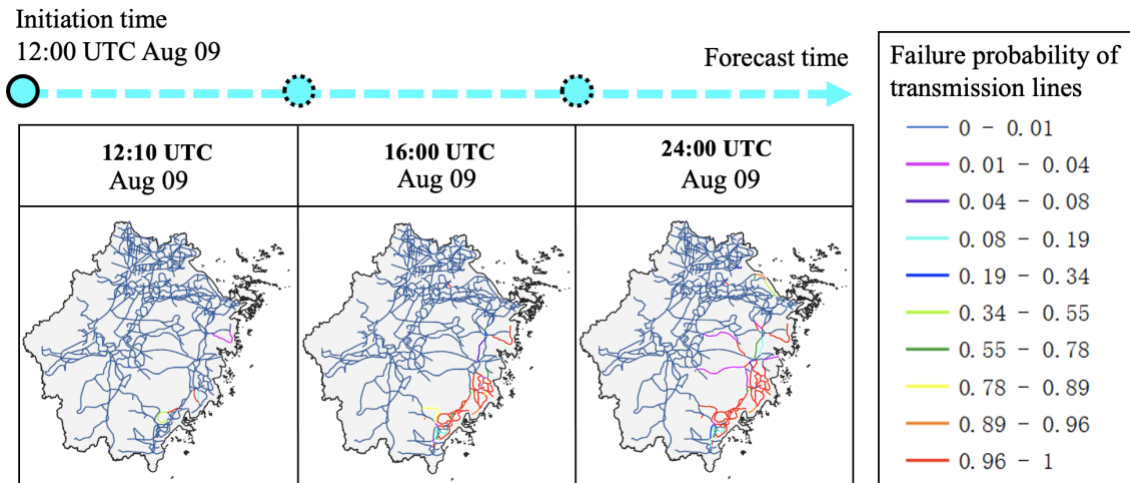 Initiation time
12:00 UTC Aug 09
Forecast time
12:10 UTC
Aug 09
16:00 UTC
Aug 09
24:00 UTC
Aug 09
Failure probability of
transmission lines
0 - 0.01
0.01 - 0.04
0.04 - 0.08
0.08 - 0.19
0.19 - 0.34
0.34 - 0.55
0.55 - 0.78
0.78 - 0.89
0.89 - 0.96
0.96 - 1